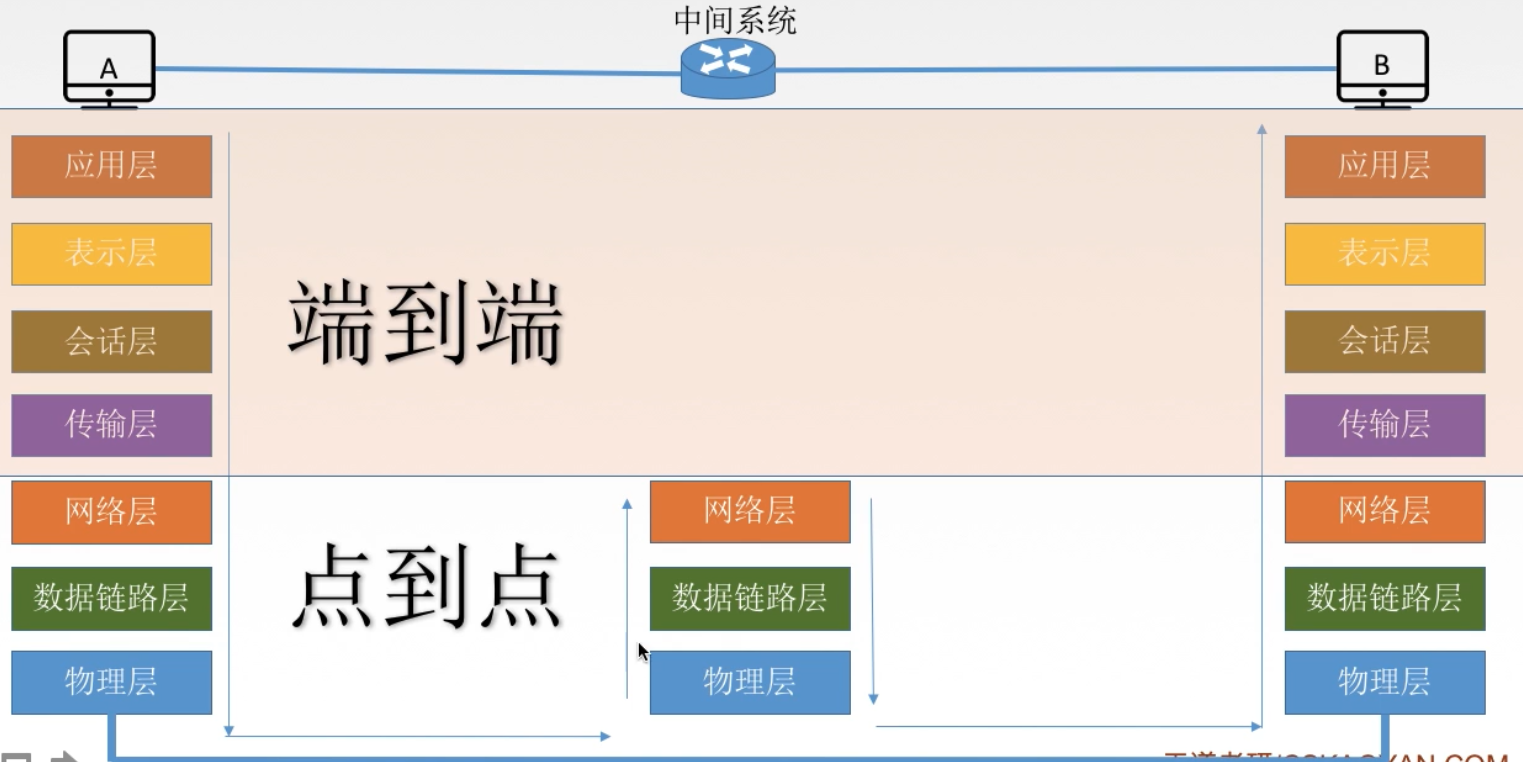 中间系统
A
B
应用层
应用层
表示层
表示层
会话层
会话层
端到端
传输层
传输层
网络层
网络层
网络层
点到点
数据链路层
数据链路层
数据链路层
物理层
物理层
物理层